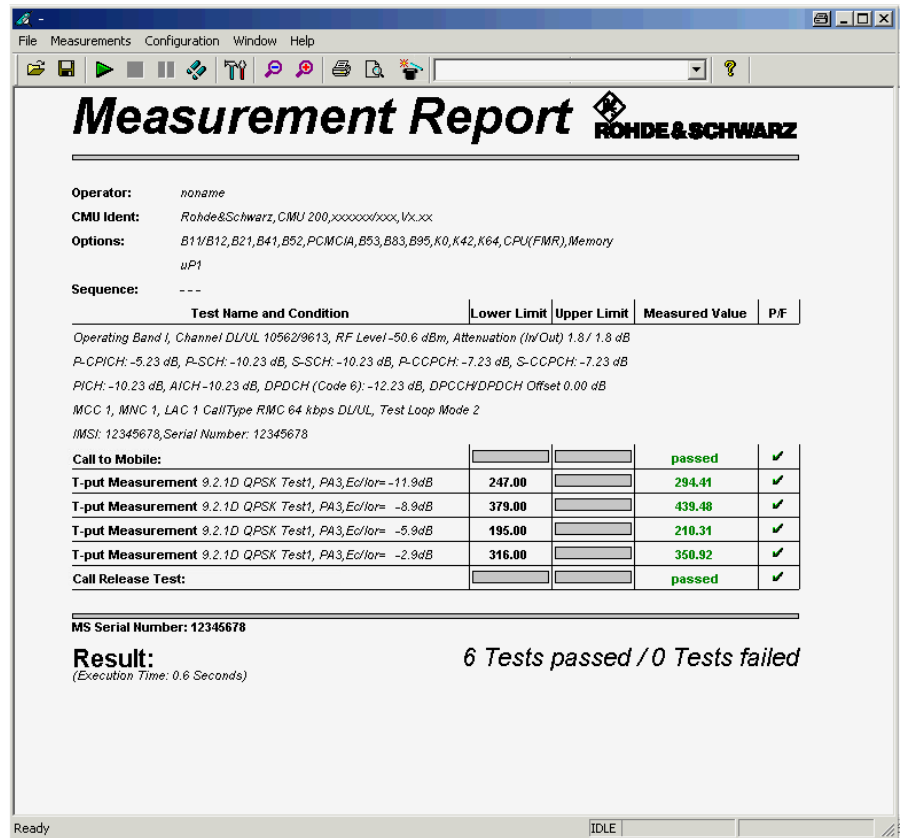 -
File Measurements Configuration Window Help
Measurement Report ROHDE&SCHWARZ
Operator: noname
CMU Ident: Rohde&Schwarz,CMU 200,xxxxxx/xxx,Vx.xx
Options: B11/B12,B21,B41,B52,PCMCIA,B53,B83,B95,K0,K42,K64,CPU(FMR),Memory
uP1
Sequence: ---
Test Name and Condition Lower Limit Upper Limit Measured Value P/F
Operating Band I, Channel DL/UL 10562/9613, RF Level -50.6 dBm, Attenuation (In/Out) 1.8 / 1.8 dB
P-CPICH: -5.23 dB, P-SCH: -10.23 dB, S-SCH: -10.23 dB, P-CCPCH: -7.23 dB, S-CCPCH: -7.23 dB
PICH: -10.23 dB, AICH -10.23 dB, DPDCH (Code 6): -12.23 dB, DPCCH/DPDCH Offset 0.00 dB
MCC 1, MNC 1, LAC 1 CallType RMC 64 kbps DL/UL, Test Loop Mode 2
IMSI: 12345678,Serial Number: 12345678
Call to Mobile: passed ✔
T-put Measurement 9.2.1D QPSK Test1, PA3,Ec/Ior= -11.9dB 247.00 294.41 ✔
T-put Measurement 9.2.1D QPSK Test1, PA3,Ec/Ior= -8.9dB 379.00 439.48 ✔
T-put Measurement 9.2.1D QPSK Test1, PA3,Ec/Ior= -5.9dB 195.00 210.31 ✔
T-put Measurement 9.2.1D QPSK Test1, PA3,Ec/Ior= -2.9dB 316.00 350.92 ✔
Call Release Test: passed ✔
MS Serial Number: 12345678
Result: 6 Tests passed / 0 Tests failed
(Execution Time: 0.6 Seconds)
Ready IDLE